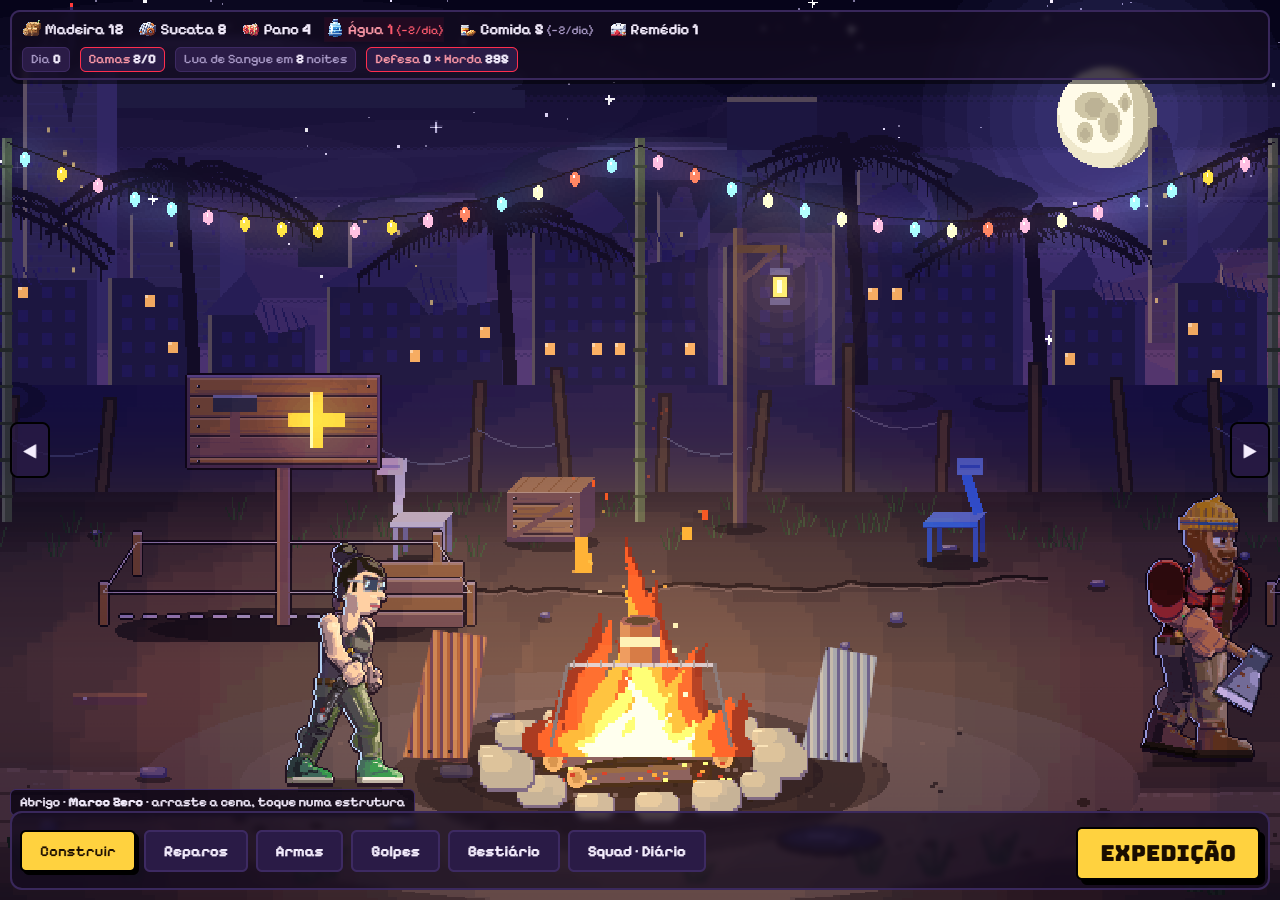 Madeira 18 Sucata 8 Pano 4 Água 1 (-2/dia) Comida 8 (-2/dia) Remédio 1
Dia 0 Camas 8/0 Lua de Sangue em 8 noites Defesa 0 × Horda 898
Abrigo · Marco Zero · arraste a cena, toque numa estrutura
Construir Reparos Armas Golpes Bestiário Squad · Diário EXPEDIÇÃO